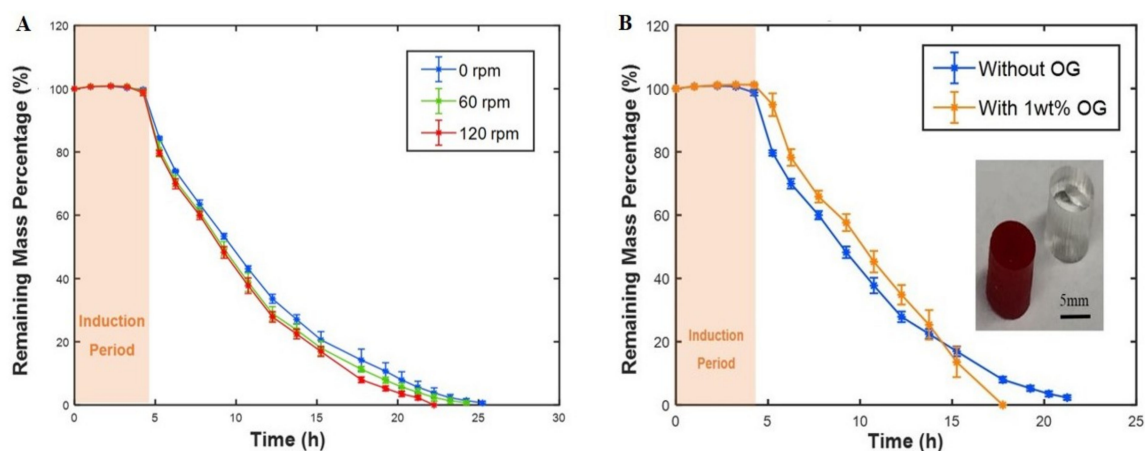 A
Remaining Mass Percentage (%)
120
100
80
60
40
20
0
Induction
Period
0 rpm
60 rpm
120 rpm
0 5 10 15 20 25 30
Time (h)
B
Remaining Mass Percentage (%)
120
100
80
60
40
20
0
Induction
Period
Without OG
With 1wt% OG
5mm
0 5 10 15 20 25
Time (h)